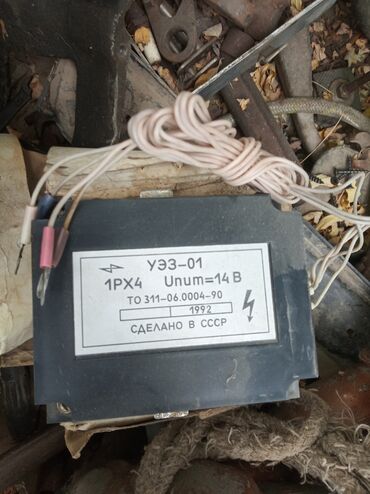 УЭЗ-01
1РХ4 Uпит=14 В
ТО 311-06.0004-90
1992
СДЕЛАНО В СССР